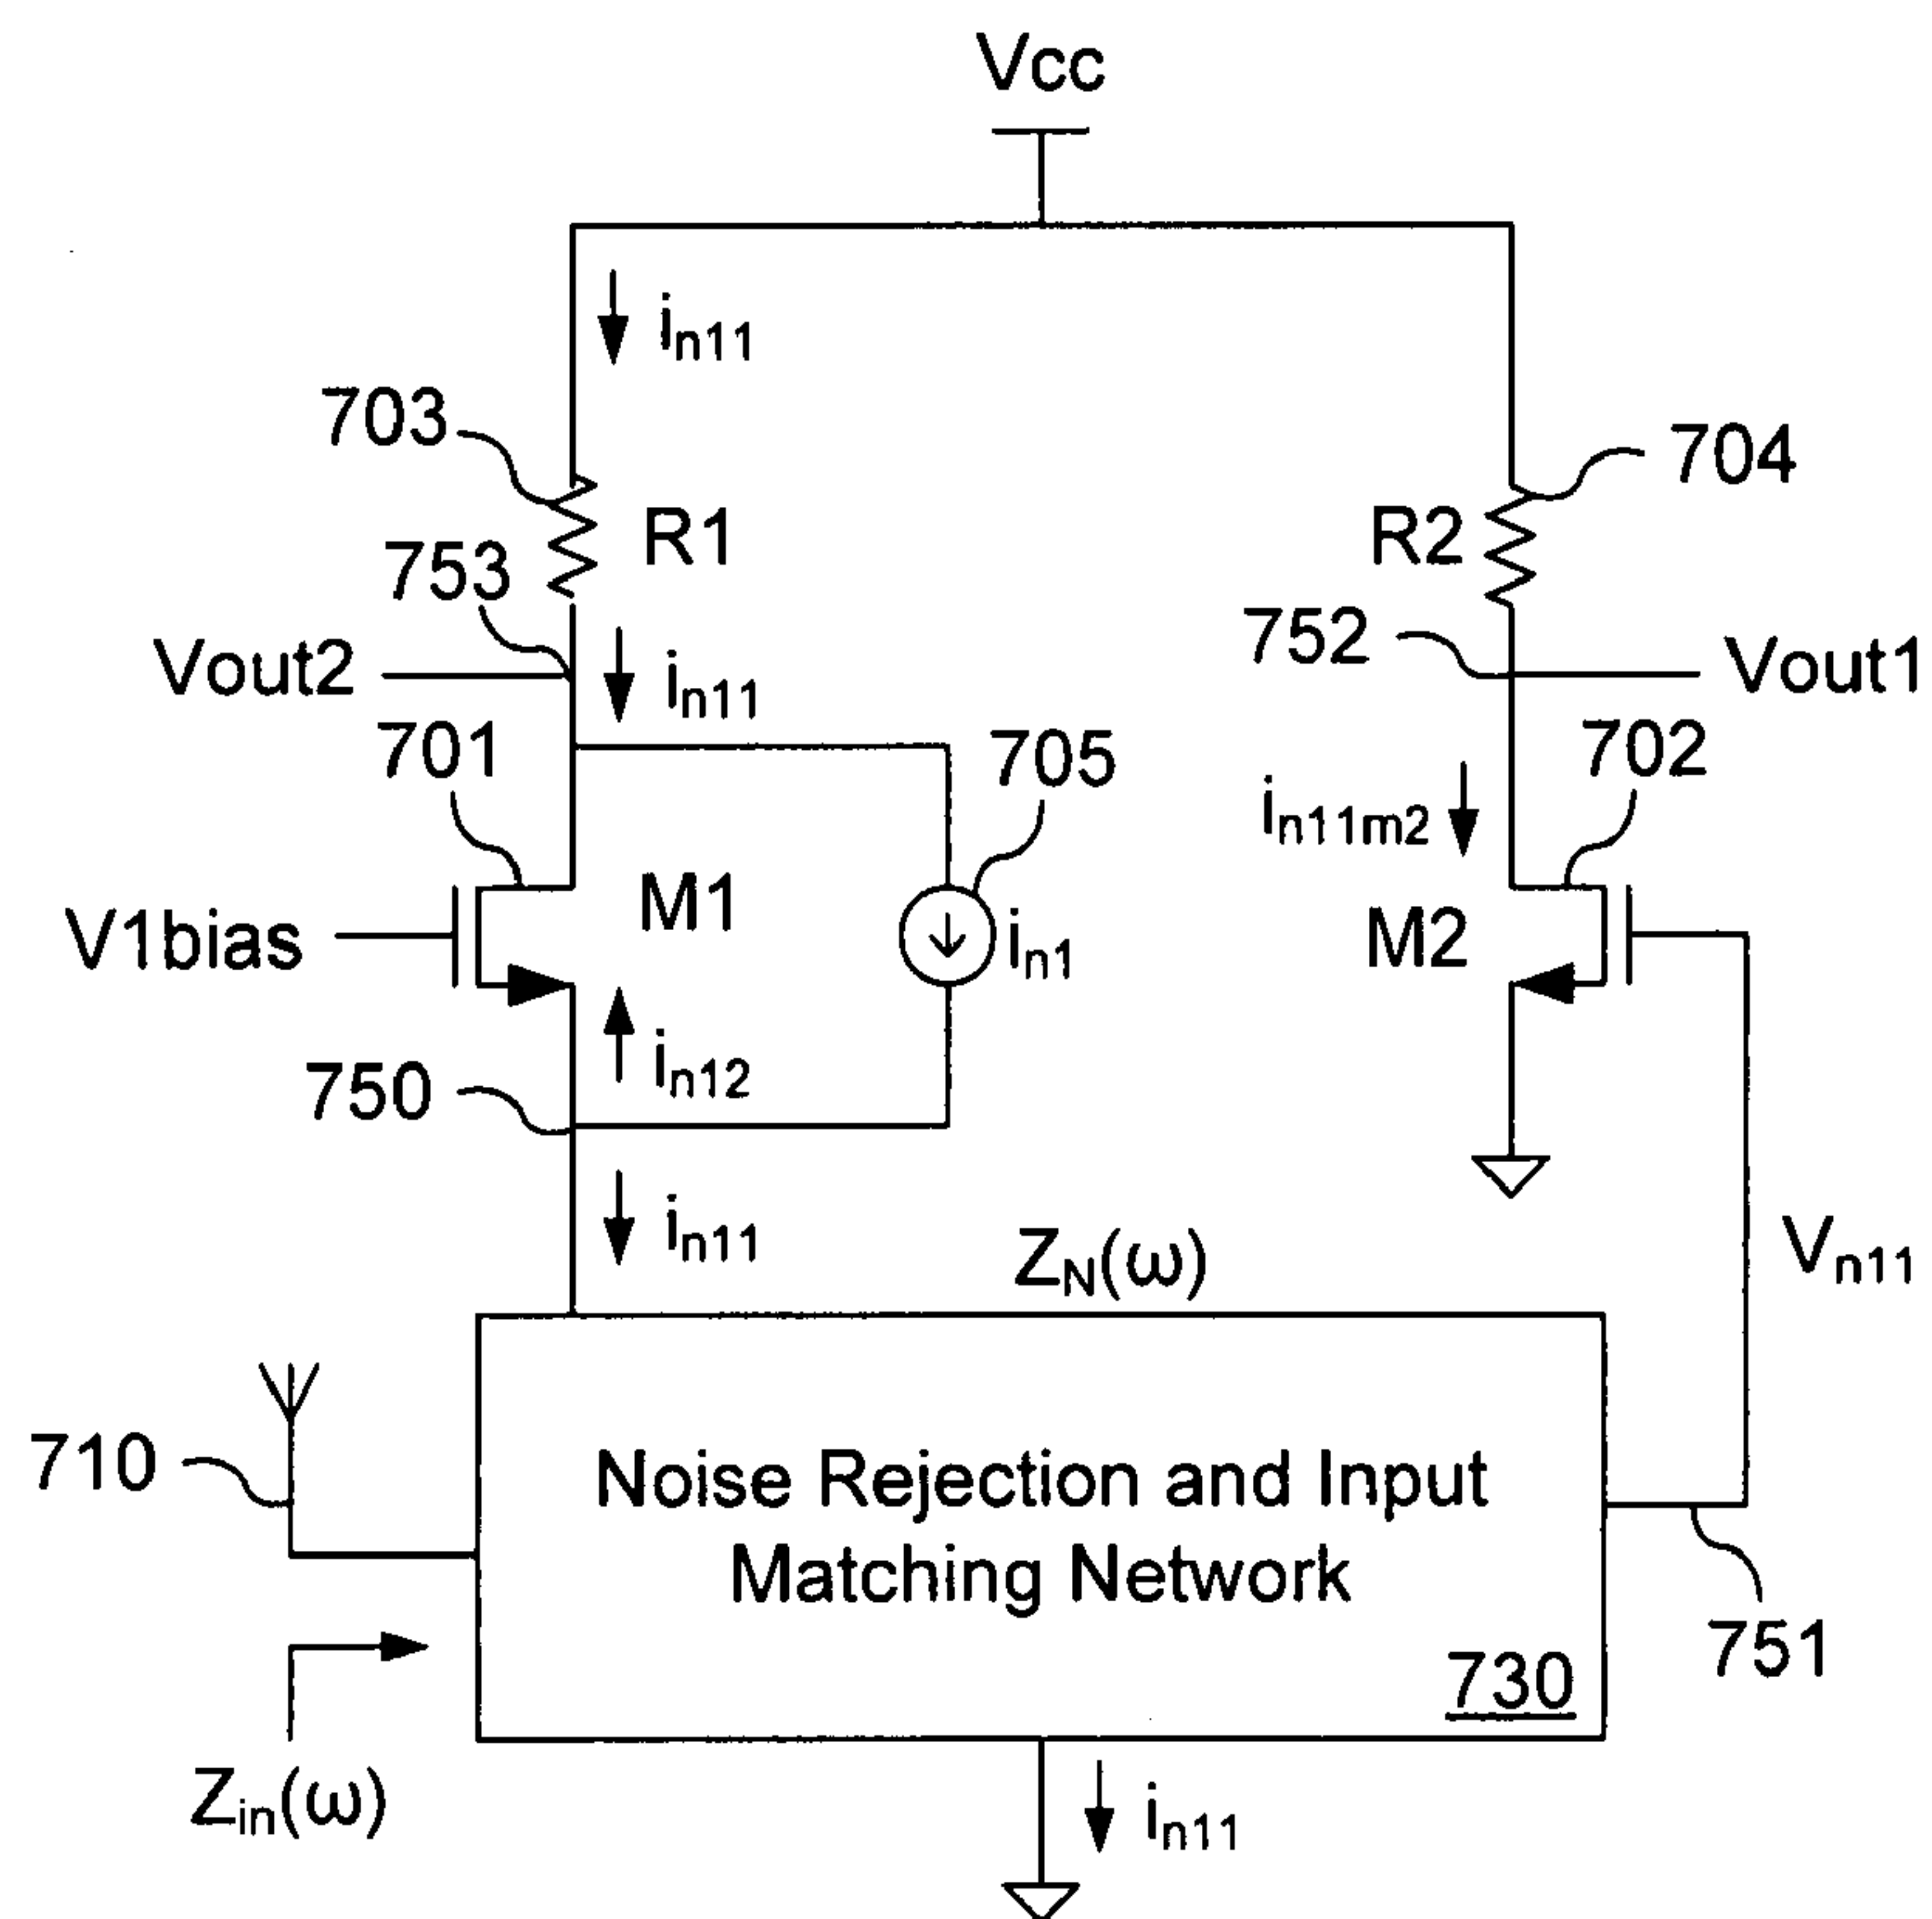 Vcc
in11
703
704
R1
R2
753
752
Vout2
Vout1
in11
701
705
702
in11m2
M1
V1bias
in1
M2
in12
750
in11
ZN(ω)
Vn11
710
Noise Rejection and Input
Matching Network
730
751
Zin(ω)
in11